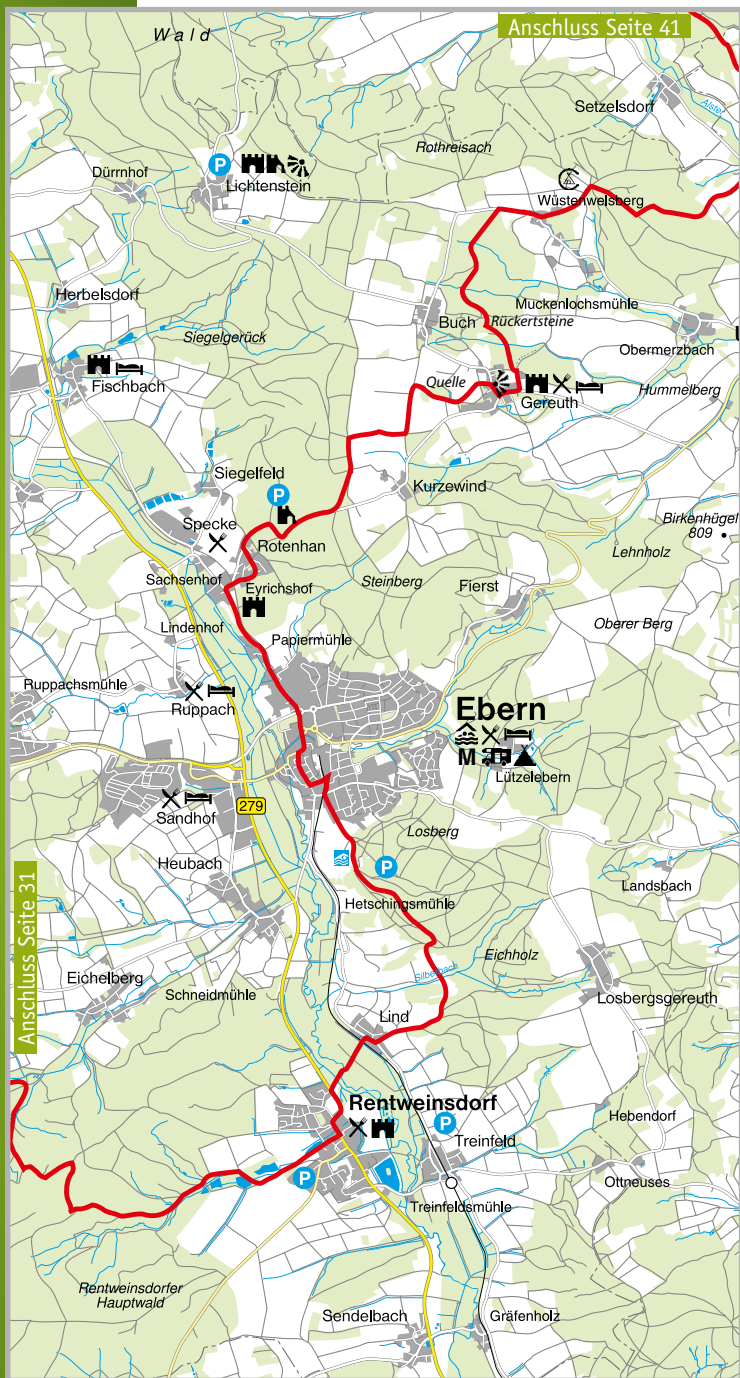 Anschluss Seite 41
Wald
Setzelsdorf
Alster
Rothreisach
P
Dürrnhof
Lichtenstein
Wüstenwelsberg
Herbelsdorf
Muckenlochsmühle
Buch
Rückertsteine
Siegelgerück
Obermerzbach
Fischbach
Quelle
Gereuth
Hummelberg
Siegelfeld
Kurzewind
P
Specke
Birkenhügel
809
Rotenhan
Lehnholz
Sachsenhof
Eyrichshof
Steinberg
Fierst
Lindenhof
Oberer Berg
Papiermühle
Ruppachsmühle
Ruppach
Ebern
M
Lützelebern
279
Sandhof
Losberg
Heubach
P
Landsbach
Anschluss Seite 31
Hetschingsmühle
Eichholz
Eichelberg
Silberbach
Schneidmühle
Losbergsgereuth
Lind
Rentweinsdorf
P
Hebendorf
Treinfeld
P
Ottneuses
Treinfeldsmühle
Rentweinsdorfer
Hauptwald
Sendelbach
Gräfenholz